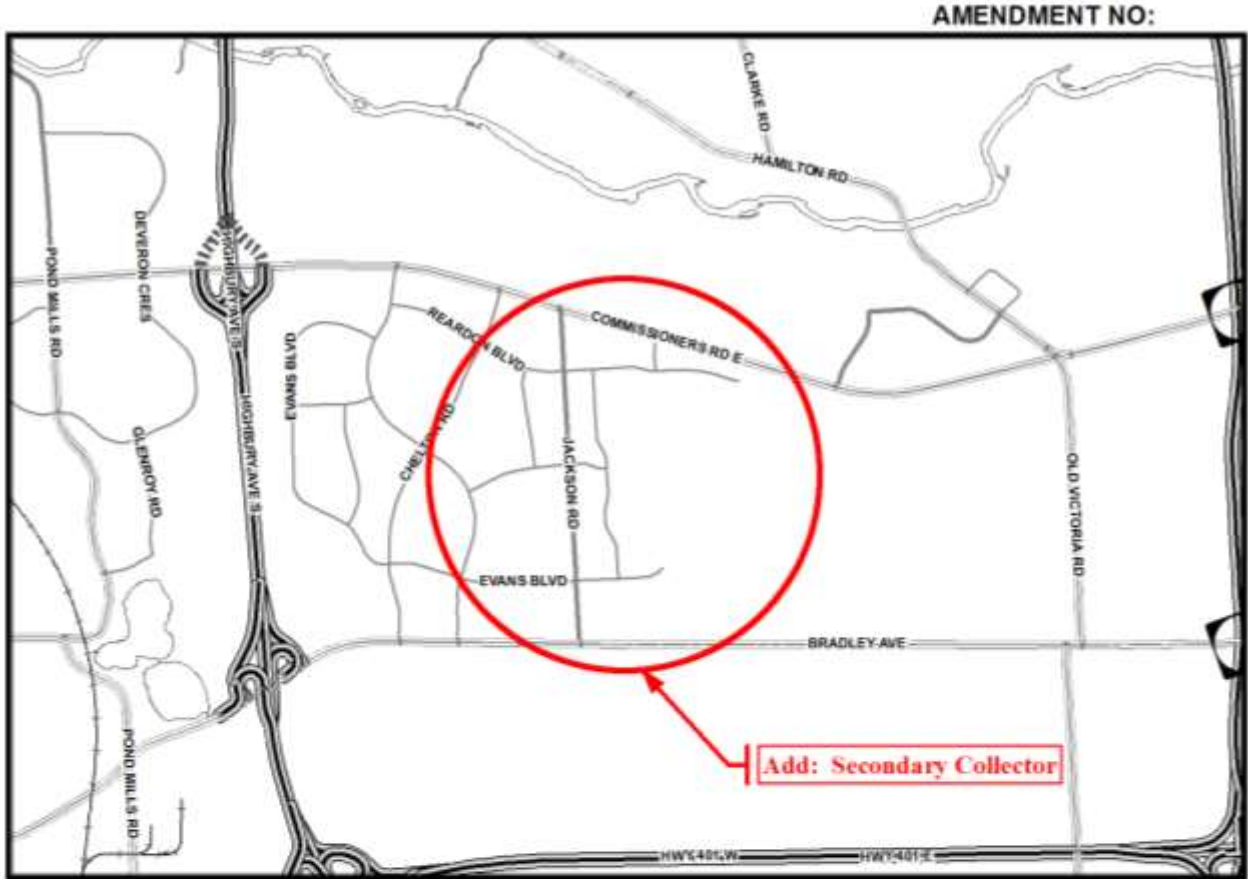 AMENDMENT NO:
CLARKE RD
HAMILTON RD
DEVERON CRES
POND MILLS RD
HIGHBURY AVE S
COMMISSIONERS RD E
REARDON BLVD
EVANS BLVD
CHELTON RD
HIGHBURY AVE S
GLENROY RD
JACKSON RD
OLD VICTORIA RD
EVANS BLVD
BRADLEY AVE
POND MILLS RD
Add: Secondary Collector
HWY 401 W
HWY 401 E